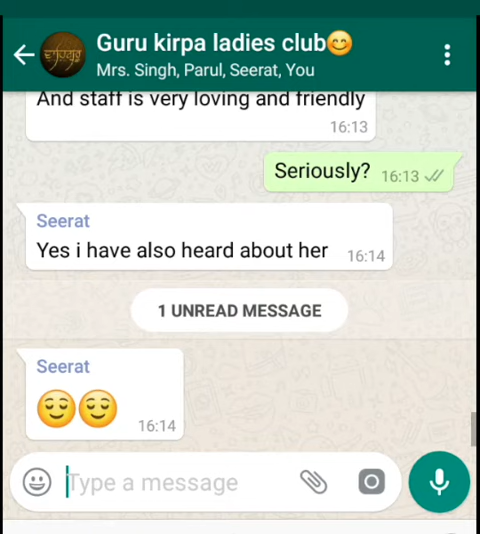 Guru kirpa ladies club😊
Mrs. Singh, Parul, Seerat, You
And staff is very loving and friendly
16:13
Seriously? 16:13
Seerat
Yes i have also heard about her 16:14
1 UNREAD MESSAGE
Seerat
😌😌 16:14
Type a message